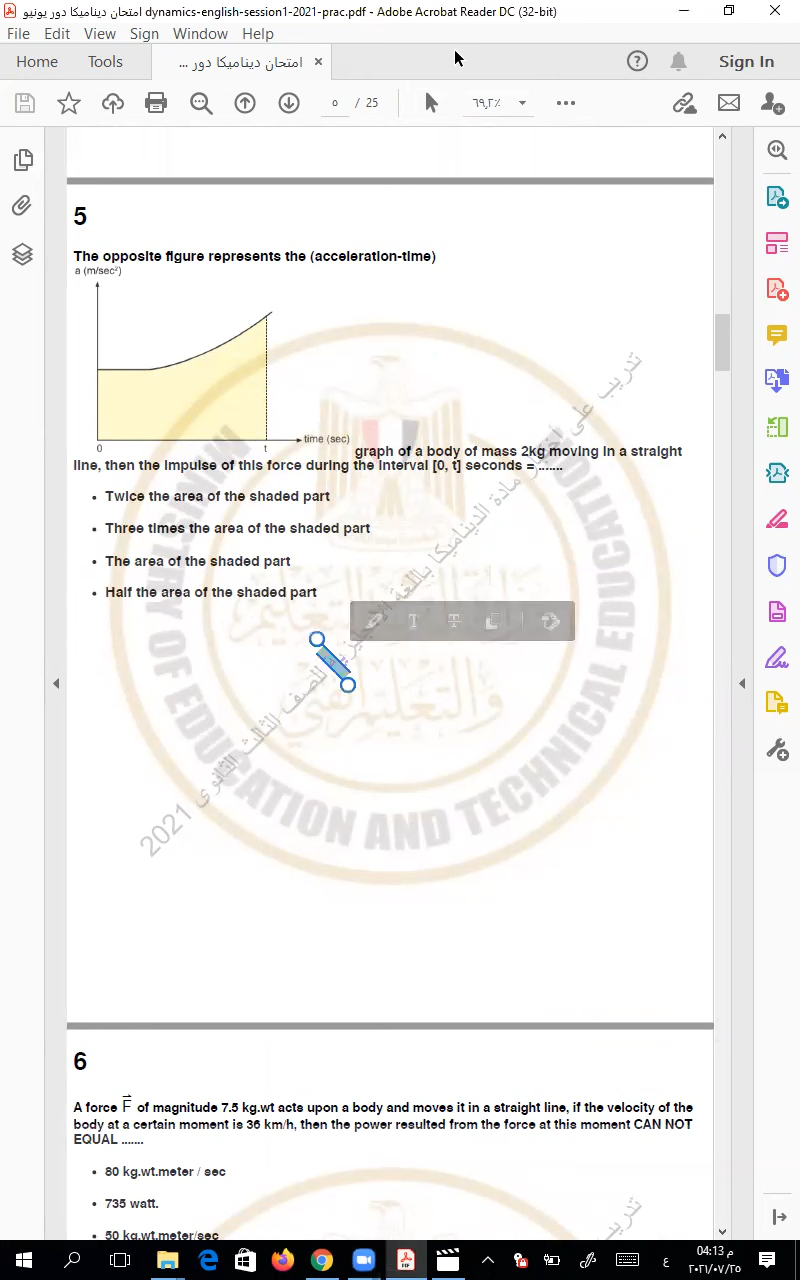 امتحان ديناميكا دور يونيو dynamics-english-session1-2021-prac.pdf - Adobe Acrobat Reader DC (32-bit)
File Edit View Sign Window Help
Home Tools امتحان ديناميكا دور ... × Sign In
٥ / 25 ٦٩٫٢٪
5
The opposite figure represents the (acceleration-time)
a (m/sec²)
time (sec)
0 t
graph of a body of mass 2kg moving in a straight
line, then the impulse of this force during the interval [0, t] seconds = .......
• Twice the area of the shaded part
• Three times the area of the shaded part
• The area of the shaded part
• Half the area of the shaded part
MINISTRY OF EDUCATION AND TECHNICAL EDUCATION
والتعليم الفني
6
A force F of magnitude 7.5 kg.wt acts upon a body and moves it in a straight line, if the velocity of the
body at a certain moment is 36 km/h, then the power resulted from the force at this moment CAN NOT
EQUAL .......
• 80 kg.wt.meter / sec
• 735 watt.
• 50 kg.wt.meter/sec
04:13 م
٢٠٢١/٠٧/٢٥
ع